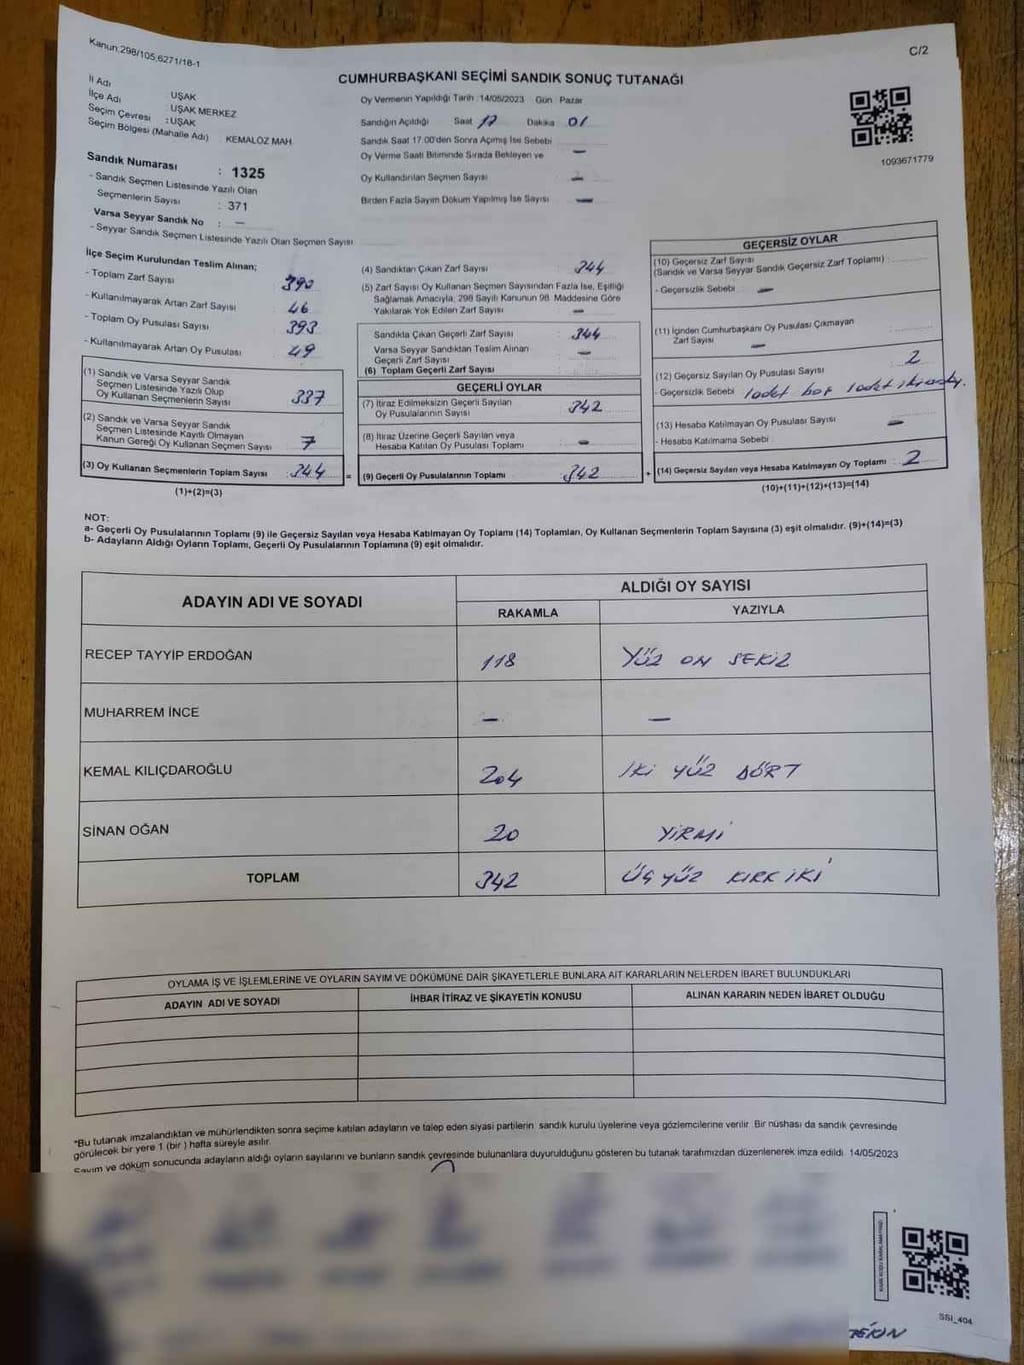 Kanun:298/105,6271/18-1
C/2
CUMHURBAŞKANI SEÇİMİ SANDIK SONUÇ TUTANAĞI
İl Adı UŞAK
İlçe Adı UŞAK MERKEZ
Seçim Çevresi : UŞAK
Seçim Bölgesi (Mahalle Adı) KEMALÖZ MAH.
Sandık Numarası : 1325
- Sandık Seçmen Listesinde Yazılı Olan
Seçmenlerin Sayısı : 371
Varsa Seyyar Sandık No : —
- Seyyar Sandık Seçmen Listesinde Yazılı Olan Seçmen Sayısı
Oy Vermenin Yapıldığı Tarih :14/05/2023 Gün : Pazar
Sandığın Açıldığı Saat 17 Dakika 01
Sandık Saat 17.00'den Sonra Açımış İse Sebebi
Oy Verme Saati Bitiminde Sırada Bekleyen ve —
Oy Kullandırılan Seçmen Sayısı —
Birden Fazla Sayım Döküm Yapılmış İse Sayısı —
1093671779
İlçe Seçim Kurulundan Teslim Alınan;
- Toplam Zarf Sayısı 390
- Kullanılmayarak Artan Zarf Sayısı 46
- Toplam Oy Pusulası Sayısı 393
- Kullanılmayarak Artan Oy Pusulası 49
(1) Sandık ve Varsa Seyyar Sandık
Seçmen Listesinde Yazılı Olup
Oy Kullanan Seçmenlerin Sayısı 337
(2) Sandık ve Varsa Seyyar Sandık
Seçmen Listesinde Kayıtlı Olmayan
Kanun Gereği Oy Kullanan Seçmen Sayısı 7
(3) Oy Kullanan Seçmenlerin Toplam Sayısı : 344 =
(1)+(2)=(3)
(4) Sandıktan Çıkan Zarf Sayısı 344
(5) Zarf Sayısı Oy Kullanan Seçmen Sayısından Fazla İse, Eşitliği
Sağlamak Amacıyla, 298 Sayılı Kanunun 98. Maddesine Göre
Yakılarak Yok Edilen Zarf Sayısı —
Sandıkta Çıkan Geçerli Zarf Sayısı : 344
Varsa Seyyar Sandıktan Teslim Alınan
Geçerli Zarf Sayısı —
(6) Toplam Geçerli Zarf Sayısı
GEÇERLİ OYLAR
(7) İtiraz Edilmeksizin Geçerli Sayılan
Oy Pusulalarının Sayısı 342
(8) İtiraz Üzerine Geçerli Sayılan veya
Hesaba Katılan Oy Pusulası Toplamı —
(9) Geçerli Oy Pusulalarının Toplamı 342 +
GEÇERSİZ OYLAR
(10) Geçersiz Zarf Sayısı
(Sandık ve Varsa Seyyar Sandık Geçersiz Zarf Toplamı) :
- Geçersizlik Sebebi —
(11) İçinden Cumhurbaşkanı Oy Pusulası Çıkmayan
Zarf Sayısı —
(12) Geçersiz Sayılan Oy Pusulası Sayısı 2
- Geçersizlik Sebebi 1 adet boş 1 adet
(13) Hesaba Katılmayan Oy Pusulası Sayısı —
- Hesaba Katılmama Sebebi
(14) Geçersiz Sayılan veya Hesaba Katılmayan Oy Toplamı 2
(10)+(11)+(12)+(13)=(14)
NOT:
a- Geçerli Oy Pusulalarının Toplamı (9) ile Geçersiz Sayılan veya Hesaba Katılmayan Oy Toplamı (14) Toplamları, Oy Kullanan Seçmenlerin Toplam Sayısına (3) eşit olmalıdır. (9)+(14)=(3)
b- Adayların Aldığı Oyların Toplamı, Geçerli Oy Pusulalarının Toplamına (9) eşit olmalıdır.
ADAYIN ADI VE SOYADI ALDIĞI OY SAYISI
RAKAMLA YAZIYLA
RECEP TAYYİP ERDOĞAN 118 YÜZ ON SEKİZ
MUHARREM İNCE — —
KEMAL KILIÇDAROĞLU 204 İKİ YÜZ DÖRT
SİNAN OĞAN 20 YİRMİ
TOPLAM 342 ÜÇ YÜZ KIRK İKİ
OYLAMA İŞ VE İŞLEMLERİNE VE OYLARIN SAYIM VE DÖKÜMÜNE DAİR ŞİKAYETLERLE BUNLARA AİT KARARLARIN NELERDEN İBARET BULUNDUKLARI
ADAYIN ADI VE SOYADI İHBAR İTİRAZ VE ŞİKAYETİN KONUSU ALINAN KARARIN NEDEN İBARET OLDUĞU
*Bu tutanak imzalandıktan ve mühürlendikten sonra seçime katılan adayların ve talep eden siyasi partilerin sandık kurulu üyelerine veya gözlemcilerine verilir. Bir nüshası da sandık çevresinde
görülecek bir yere 1 (bir ) hafta süreyle asılır.
Sayım ve döküm sonucunda adayların aldığı oyların sayılarını ve bunların sandık çevresinde bulunanlara duyurulduğunu gösteren bu tutanak tarafımızdan düzenlenerek imza edildi. 14/05/2023
SSI_404